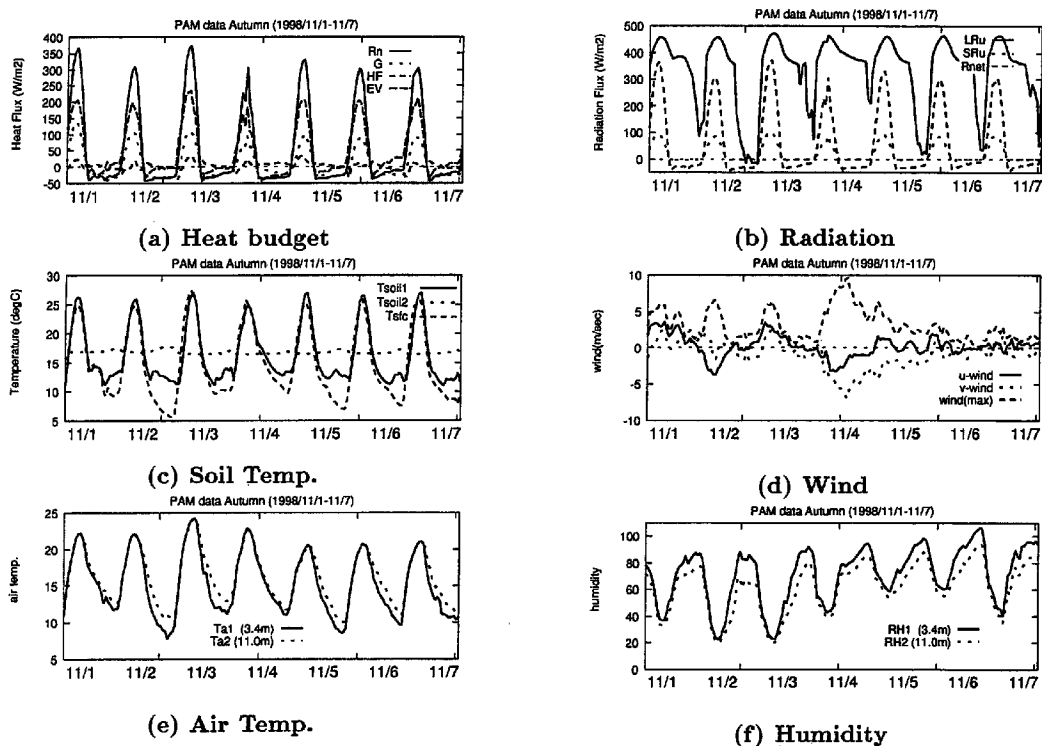 PAM data Autumn (1998/11/1-11/7)
Heat Flux (W/m2)
400
350
300
250
200
150
100
50
0
-50
Rn
G
HF
EV
11/1 11/2 11/3 11/4 11/5 11/6 11/7
(a) Heat budget
PAM data Autumn (1998/11/1-11/7)
Radiation Flux (W/m2)
500
400
300
200
100
0
LRu
SRu
Rnet
11/1 11/2 11/3 11/4 11/5 11/6 11/7
(b) Radiation
PAM data Autumn (1998/11/1-11/7)
Temperature (degC)
30
25
20
15
10
5
Tsoil1
Tsoil2
Tsfc
11/1 11/2 11/3 11/4 11/5 11/6 11/7
(c) Soil Temp.
PAM data Autumn (1998/11/1-11/7)
wind(m/sec)
10
5
0
-5
-10
u-wind
v-wind
wind(max)
11/1 11/2 11/3 11/4 11/5 11/6 11/7
(d) Wind
PAM data Autumn (1998/11/1-11/7)
air temp.
25
20
15
10
5
Ta1 (3.4m)
Ta2 (11.0m)
11/1 11/2 11/3 11/4 11/5 11/6 11/7
(e) Air Temp.
PAM data Autumn (1998/11/1-11/7)
humidity
100
80
60
40
20
0
RH1 (3.4m)
RH2 (11.0m)
11/1 11/2 11/3 11/4 11/5 11/6 11/7
(f) Humidity